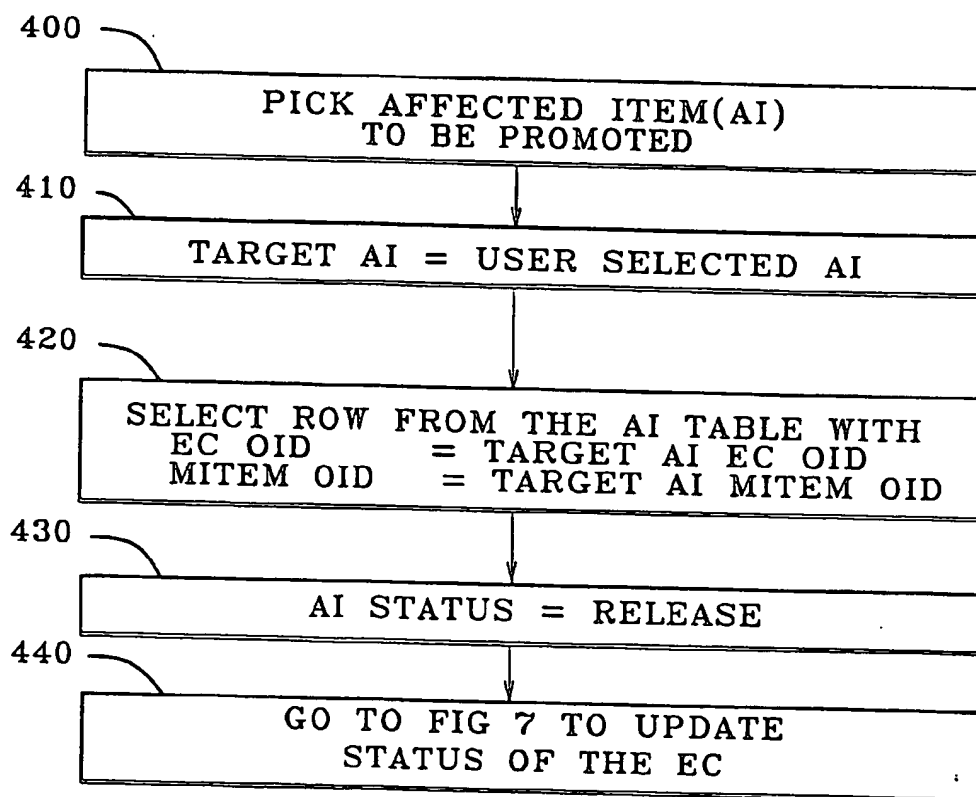 400
PICK AFFECTED ITEM(AI)
TO BE PROMOTED
410
TARGET AI = USER SELECTED AI
420
SELECT ROW FROM THE AI TABLE WITH
EC OID = TARGET AI EC OID
MITEM OID = TARGET AI MITEM OID
430
AI STATUS = RELEASE
440
GO TO FIG 7 TO UPDATE
STATUS OF THE EC